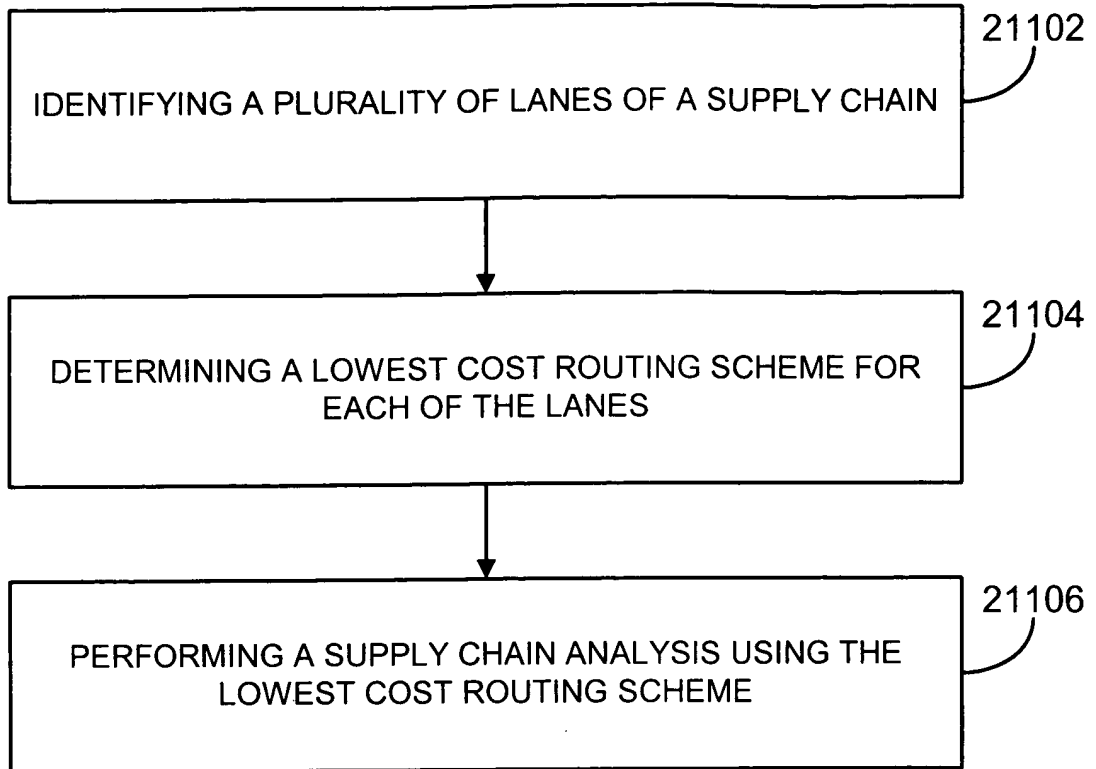 21102
IDENTIFYING A PLURALITY OF LANES OF A SUPPLY CHAIN
21104
DETERMINING A LOWEST COST ROUTING SCHEME FOR
EACH OF THE LANES
21106
PERFORMING A SUPPLY CHAIN ANALYSIS USING THE
LOWEST COST ROUTING SCHEME